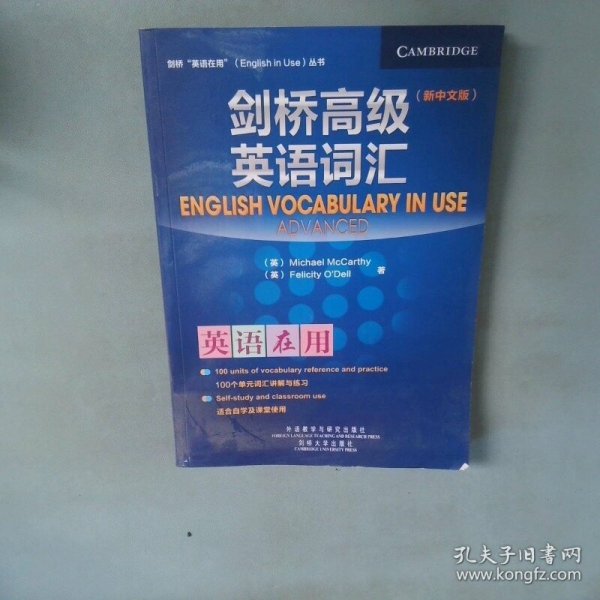 剑桥“英语在用”（English in Use）丛书
CAMBRIDGE
剑桥高级（新中文版）
英语词汇
ENGLISH VOCABULARY IN USE
ADVANCED
（英）Michael McCarthy
（英）Felicity O'Dell 著
英语在用
100 units of vocabulary reference and practice
100个单元词汇讲解与练习
Self-study and classroom use
适合自学及课堂使用
外语教学与研究出版社
FOREIGN LANGUAGE TEACHING AND RESEARCH PRESS
剑桥大学出版社
CAMBRIDGE UNIVERSITY PRESS
孔夫子旧书网
www.kongfz.com